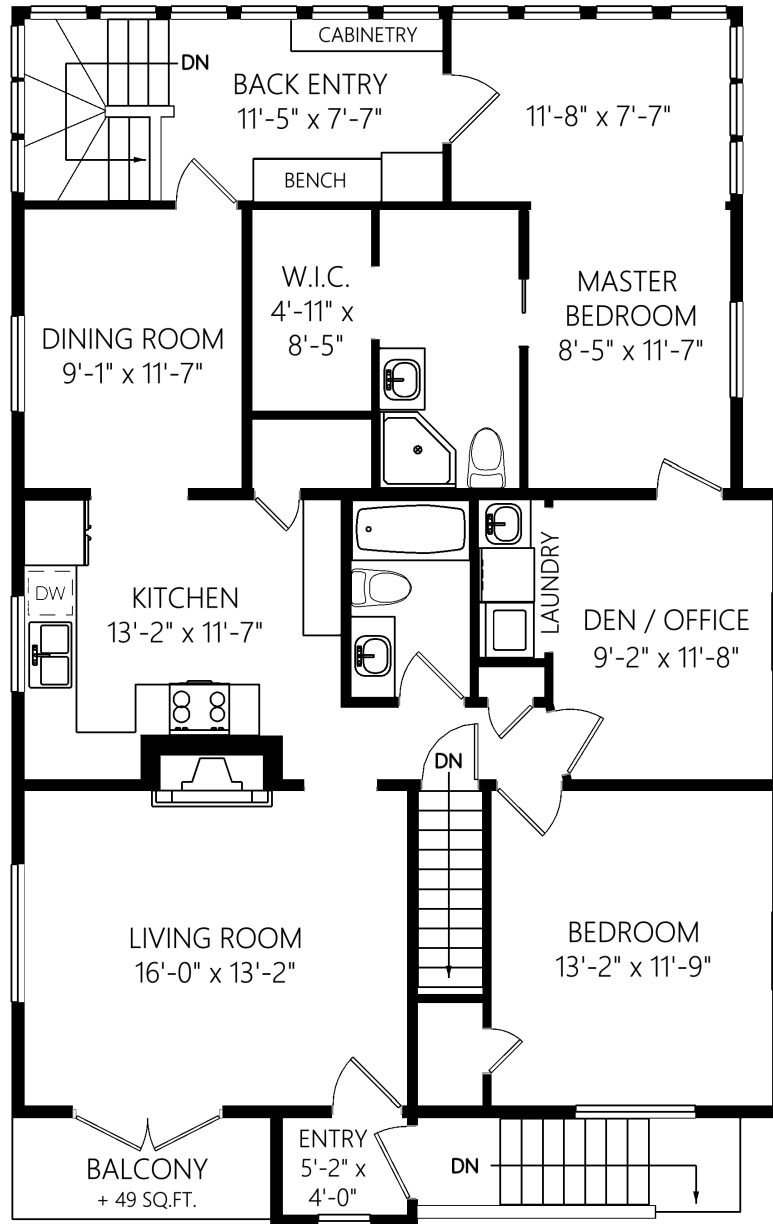 CABINETRY
DN
BACK ENTRY
11'-5" x 7'-7"
11'-8" x 7'-7"
BENCH
W.I.C.
4'-11" x
8'-5"
MASTER
BEDROOM
8'-5" x 11'-7"
DINING ROOM
9'-1" x 11'-7"
DW
KITCHEN
13'-2" x 11'-7"
LAUNDRY
DEN / OFFICE
9'-2" x 11'-8"
DN
LIVING ROOM
16'-0" x 13'-2"
BEDROOM
13'-2" x 11'-9"
BALCONY
+ 49 SQ.FT.
ENTRY
5'-2" x
4'-0"
DN